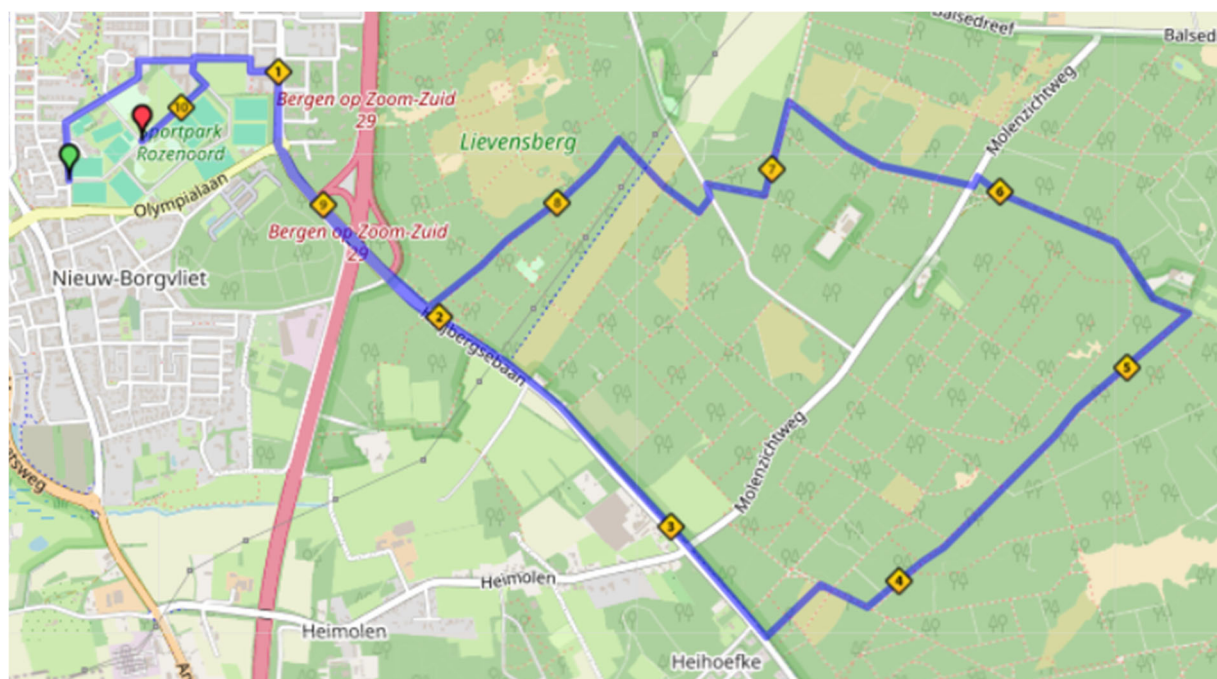 Balsedreef
Balsed
1
Bergen op Zoom-Zuid
29
10
Sportpark
Rozenoord
Lievensberg
Molenzichtweg
7
6
Olympialaan
9
8
Bergen op Zoom-Zuid
29
Nieuw-Borgvliet
2
5
Molenzichtweg
3
4
Heimolen
Heimolen
Heihoefke